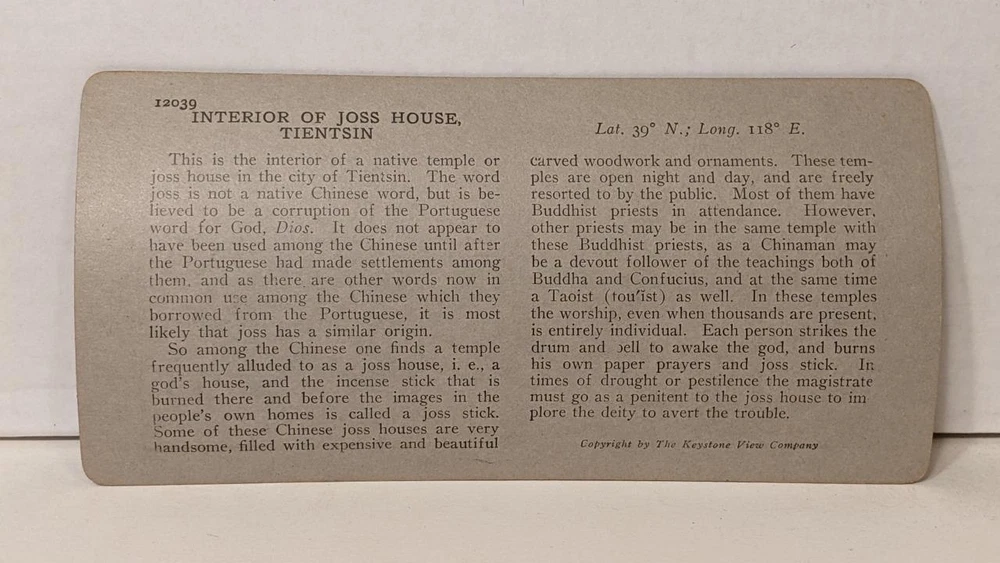 12039
INTERIOR OF JOSS HOUSE,
TIENTSIN
This is the interior of a native temple or
joss house in the city of Tientsin. The word
joss is not a native Chinese word, but is be-
lieved to be a corruption of the Portuguese
word for God, Dios. It does not appear to
have been used among the Chinese until after
the Portuguese had made settlements among
them, and as there are other words now in
common use among the Chinese which they
borrowed from the Portuguese, it is most
likely that joss has a similar origin.
So among the Chinese one finds a temple
frequently alluded to as a joss house, i. e., a
god's house, and the incense stick that is
burned there and before the images in the
people's own homes is called a joss stick.
Some of these Chinese joss houses are very
handsome, filled with expensive and beautiful
Lat. 39° N.; Long. 118° E.
carved woodwork and ornaments. These tem-
ples are open night and day, and are freely
resorted to by the public. Most of them have
Buddhist priests in attendance. However,
other priests may be in the same temple with
these Buddhist priests, as a Chinaman may
be a devout follower of the teachings both of
Buddha and Confucius, and at the same time
a Taoist (tou'ist) as well. In these temples
the worship, even when thousands are present,
is entirely individual. Each person strikes the
drum and bell to awake the god, and burns
his own paper prayers and joss stick. In
times of drought or pestilence the magistrate
must go as a penitent to the joss house to im
plore the deity to avert the trouble.
Copyright by The Keystone View Company